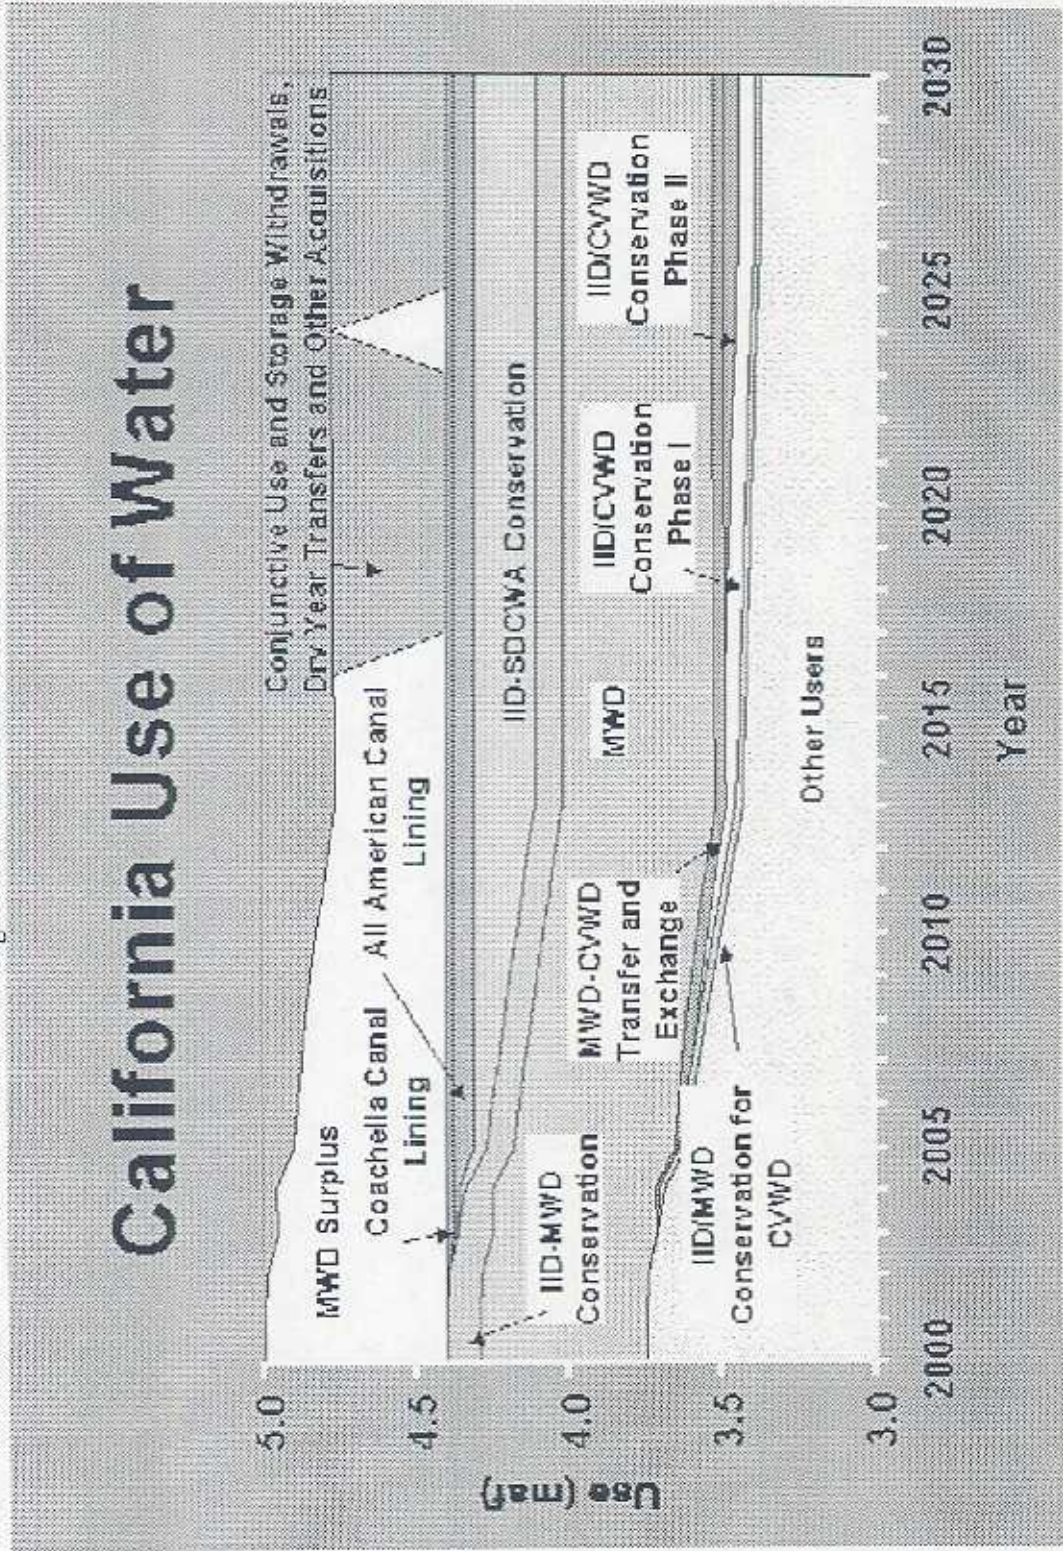 California Use of Water
Conjunctive Use and Storage Withdrawals,
Dry Year Transfers and Other Acquisitions
MWD Surplus
Coachella Canal
Lining
All American Canal
Lining
IID-SDCWA Conservation
IID-MWD
Conservation
MWD
MWD-CVWD
Transfer and
Exchange
IID/CVWD
Conservation
Phase I
IID/CVWD
Conservation
Phase II
IID/MWD
Conservation for
CVWD
Other Users
Use (maf)
5.0
4.5
4.0
3.5
3.0
2000
2005
2010
2015
2020
2025
2030
Year